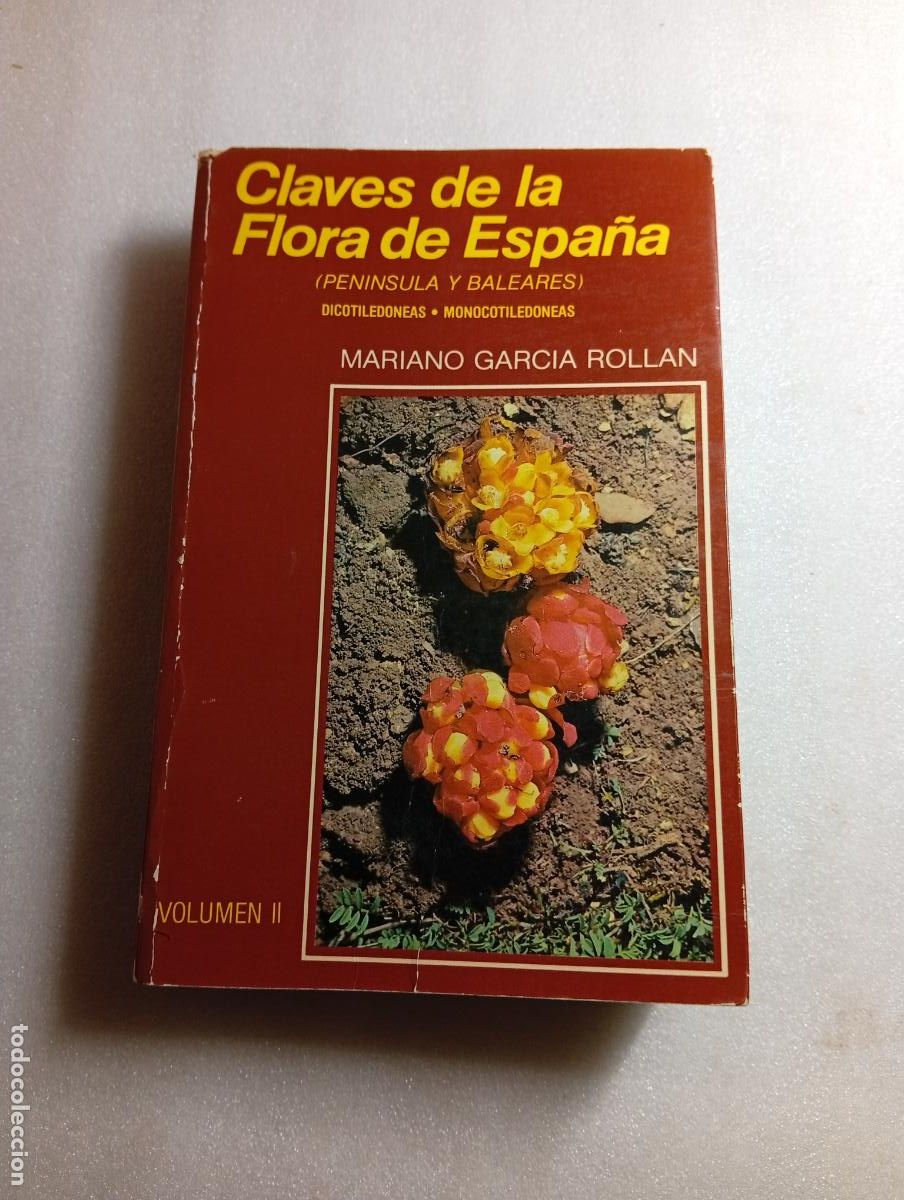 Claves de la
Flora de España
(PENINSULA Y BALEARES)
DICOTILEDONEAS • MONOCOTILEDONEAS
MARIANO GARCIA ROLLAN
VOLUMEN II
todocoleccion